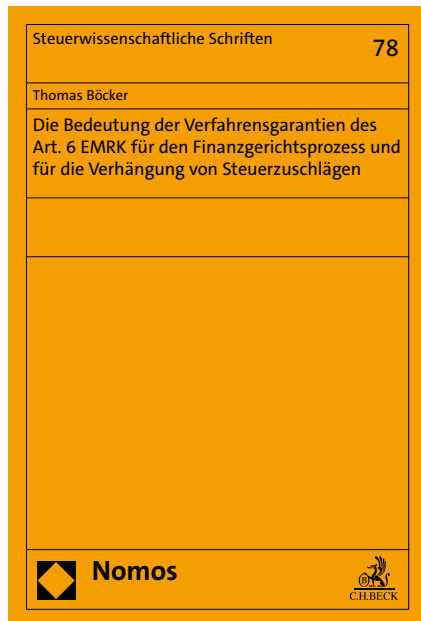 Steuerwissenschaftliche Schriften
78
Thomas Böcker
Die Bedeutung der Verfahrensgarantien des
Art. 6 EMRK für den Finanzgerichtsprozess und
für die Verhängung von Steuerzuschlägen
Nomos
B
C.H.BECK